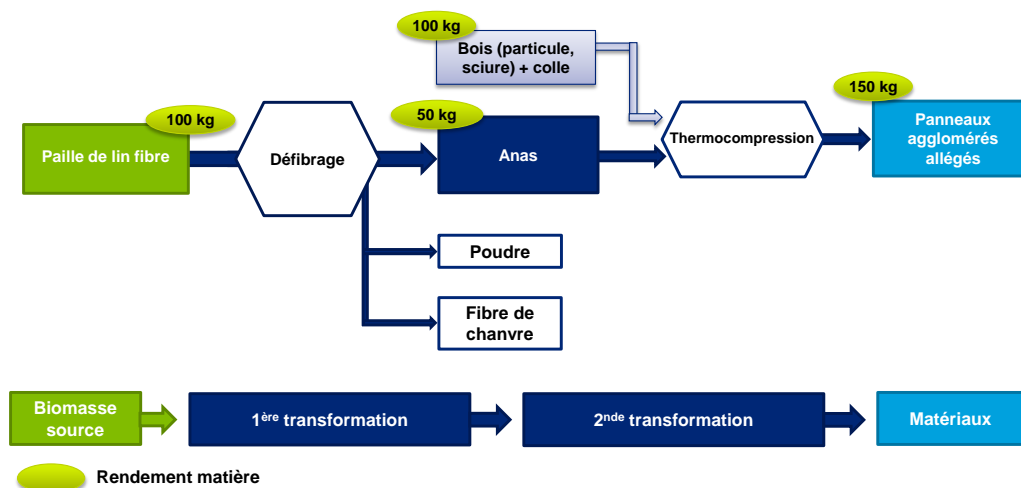 100 kg
Bois (particule,
sciure) + colle
100 kg
50 kg
150 kg
Paille de lin fibre
Défibrage
Anas
Thermocompression
Panneaux
agglomérés
allégés
Poudre
Fibre de
chanvre
Biomasse
source
1ère transformation
2nde transformation
Matériaux
Rendement matière